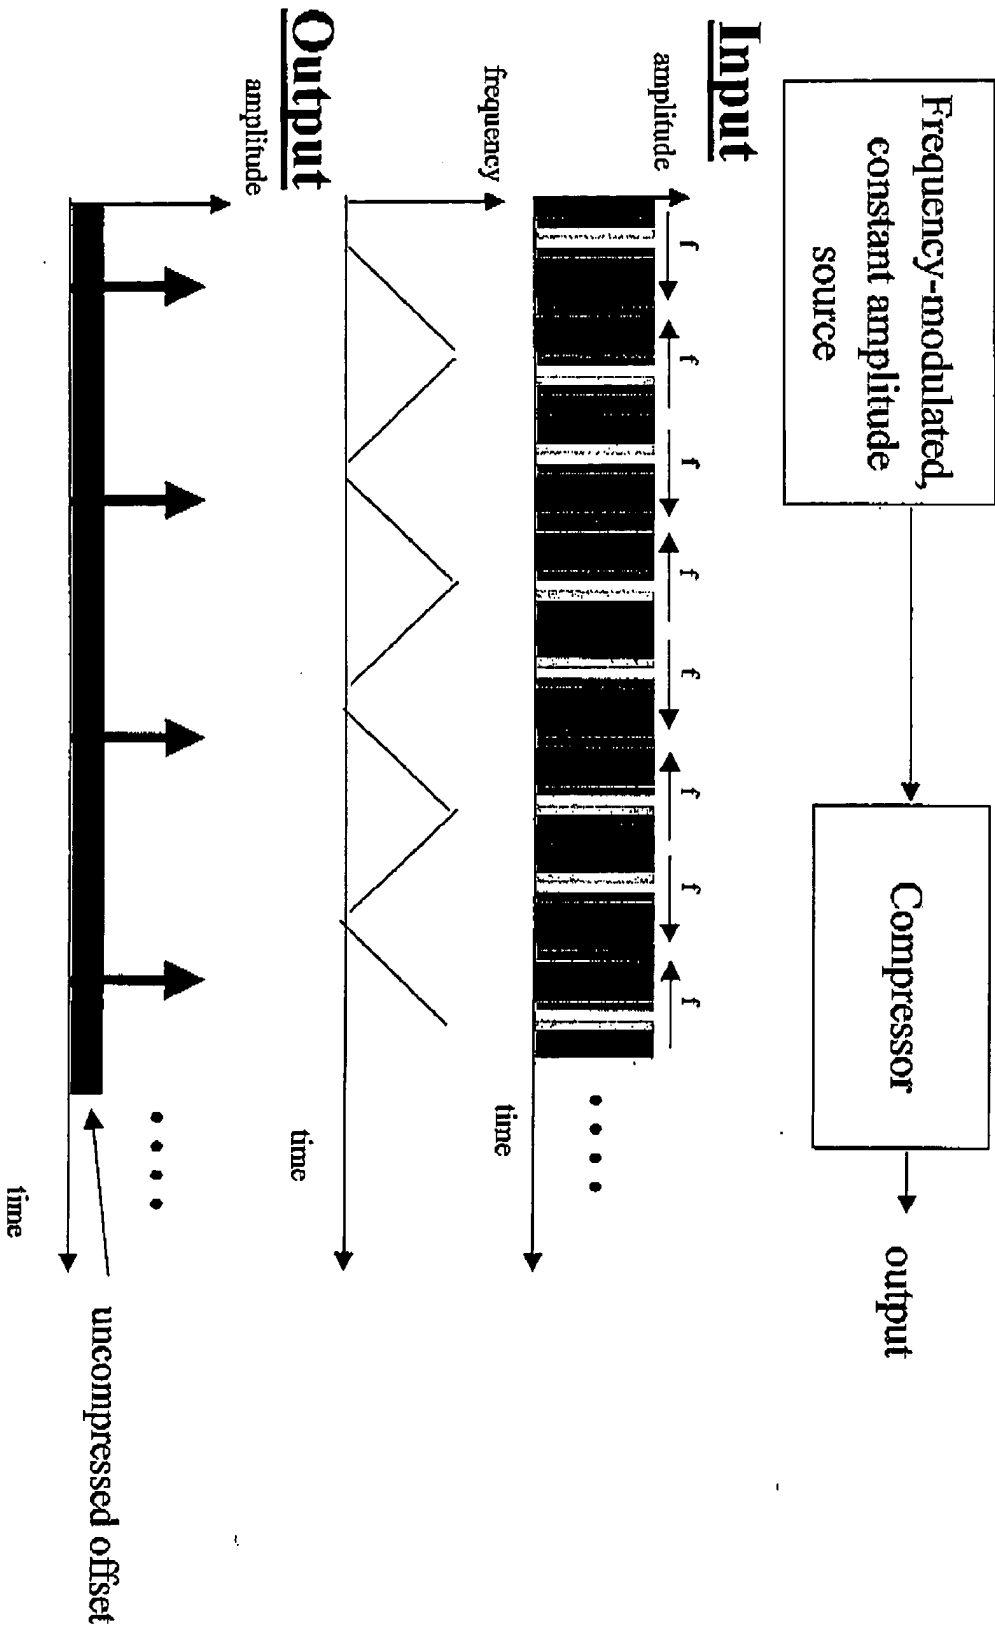 Frequency-modulated,
constant amplitude
source
Compressor
output
Input
amplitude
f
f
f
f
f
f
f
f
time
frequency
time
Output
amplitude
time
uncompressed offset